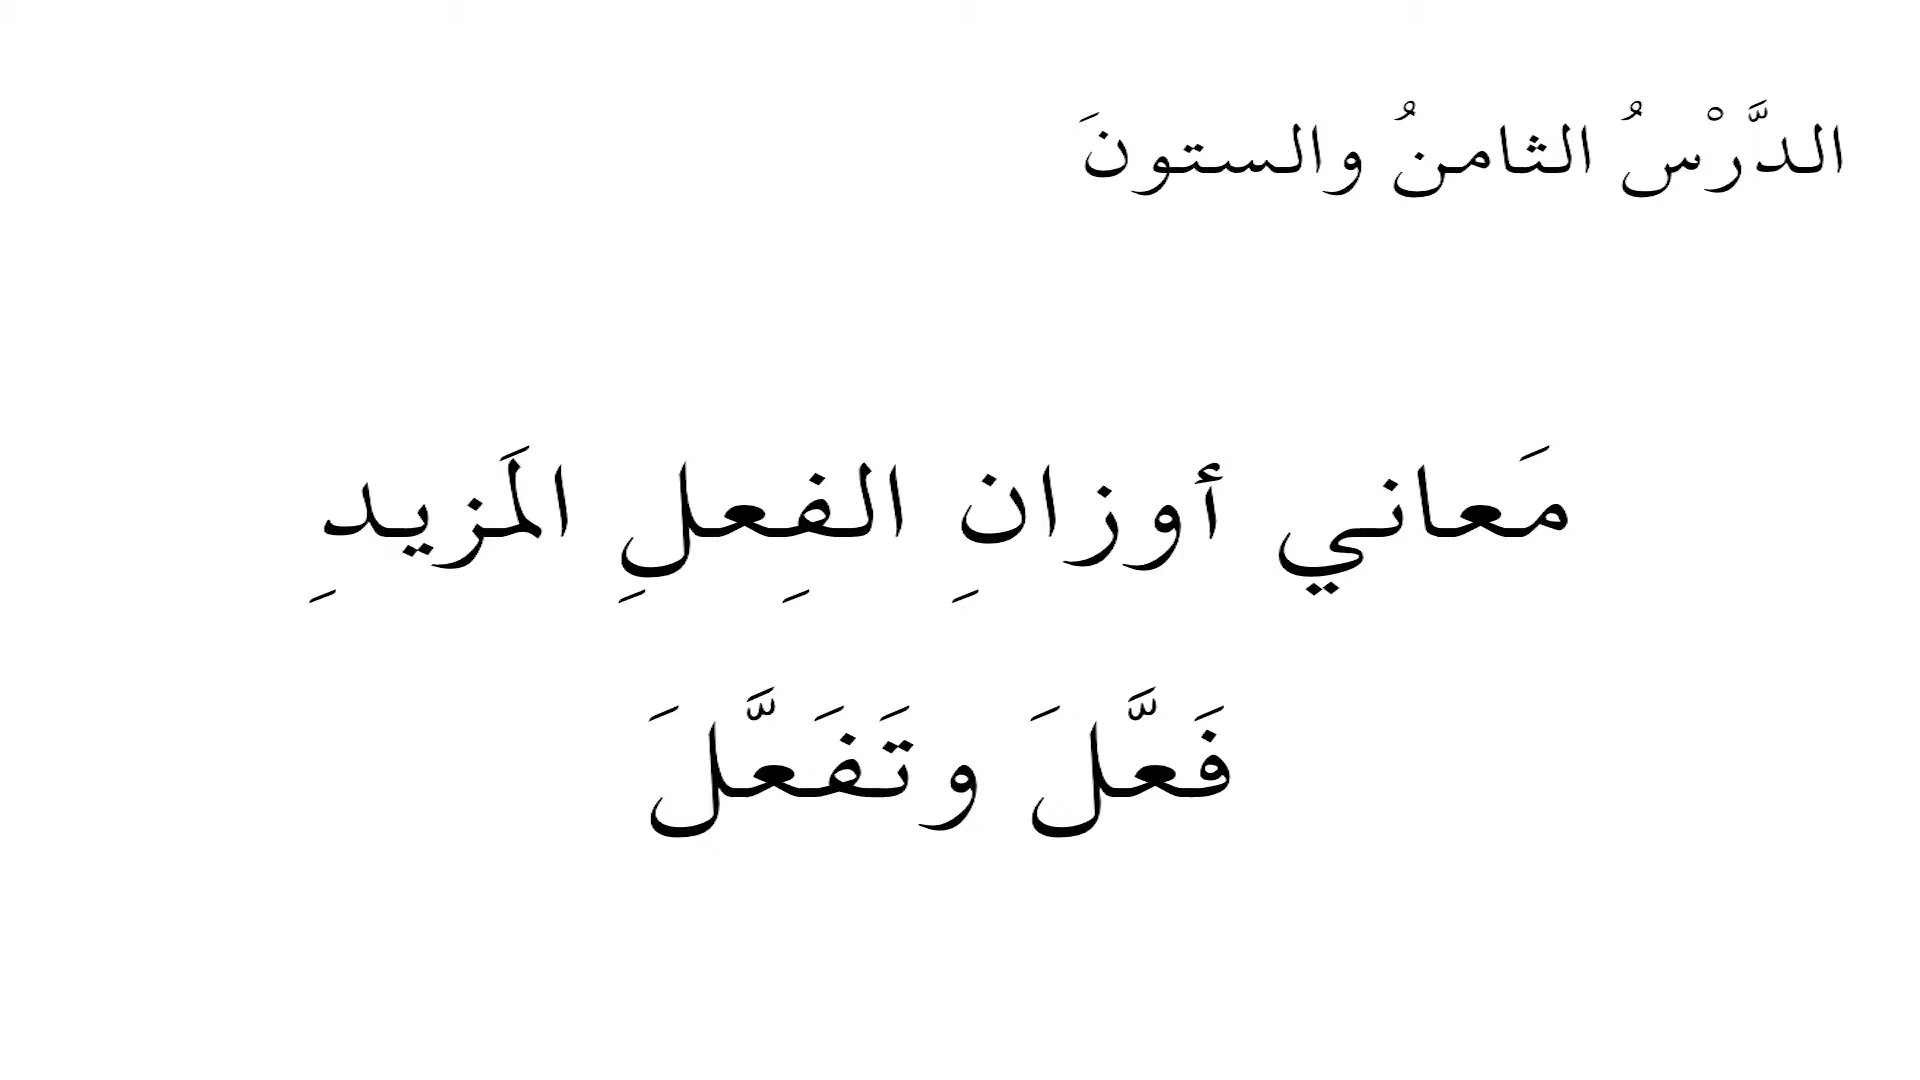 الدَّرْسُ الثامنُ والستونَ
مَعاني أوزانِ الفِعلِ المَزيدِ
فَعَّلَ وتَفَعَّلَ